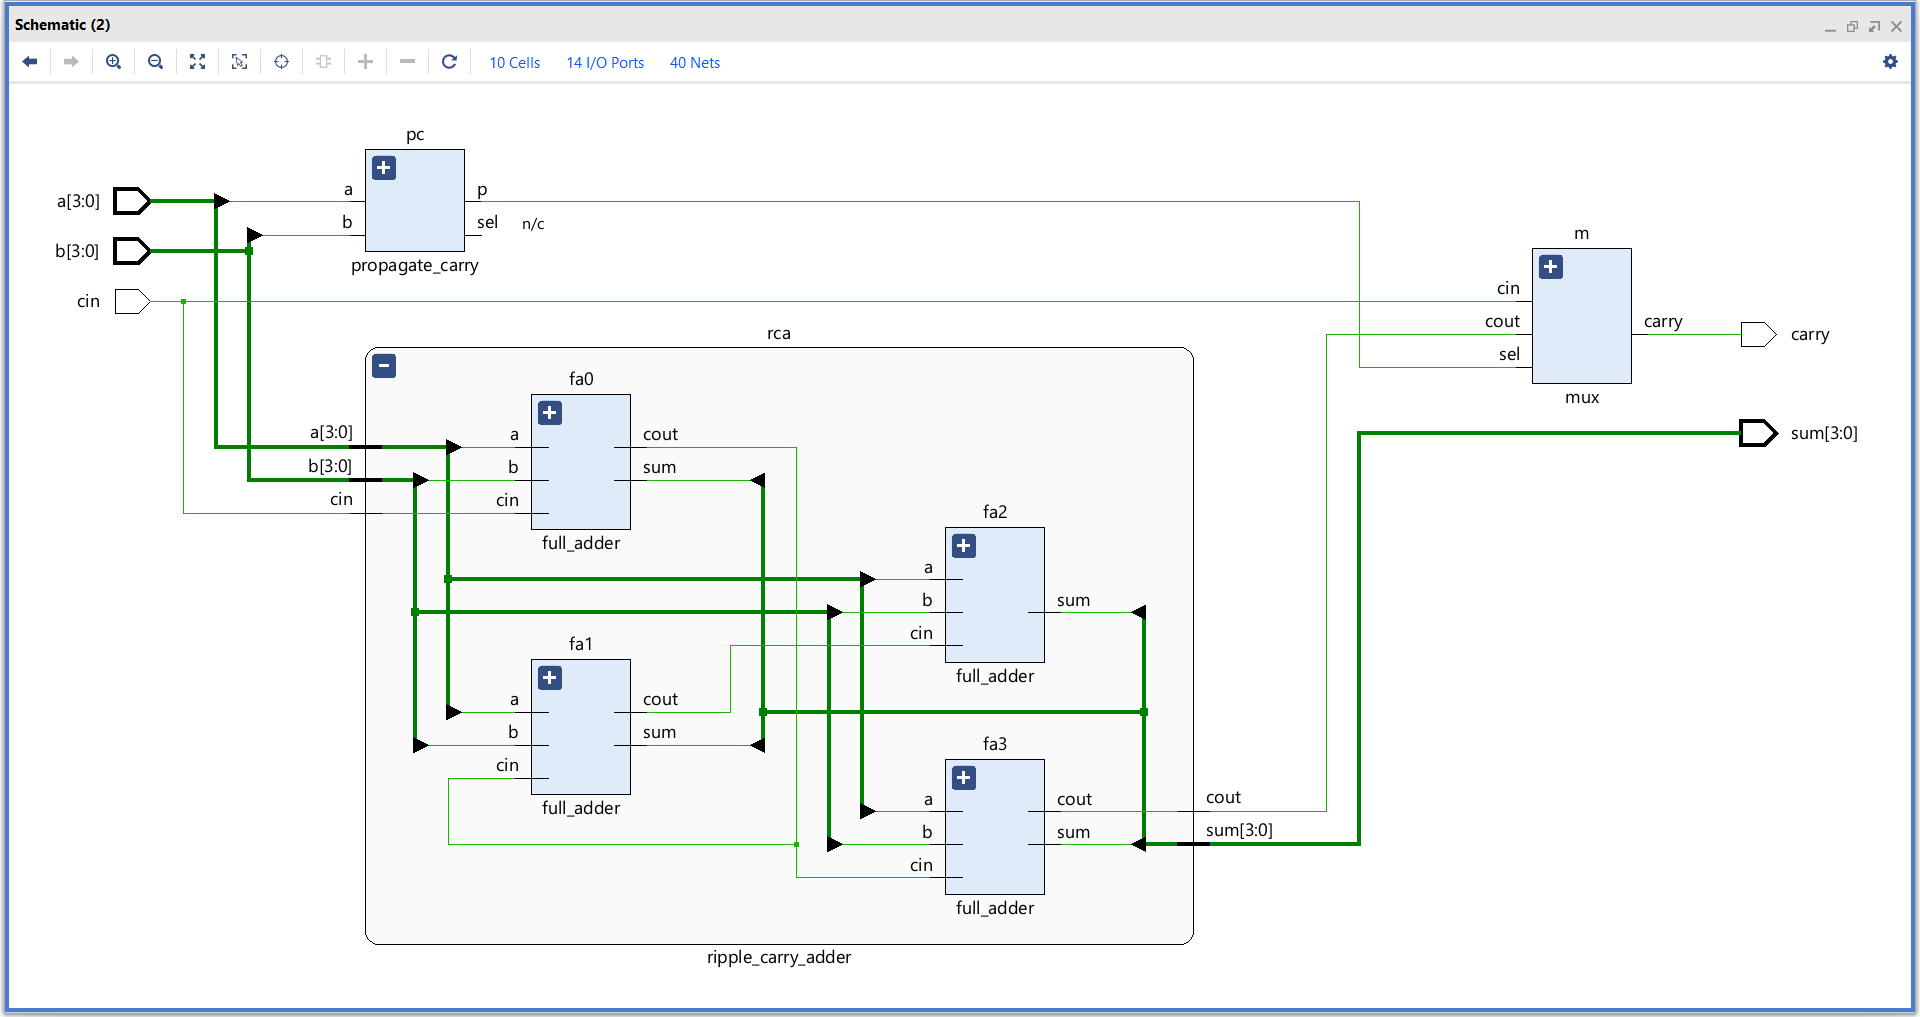 Schematic (2)
10 Cells 14 I/O Ports 40 Nets
pc
a[3:0]
b[3:0]
cin
a
b
p
sel
n/c
propagate_carry
m
cin
cout
sel
carry
mux
carry
sum[3:0]
rca
a[3:0]
b[3:0]
cin
fa0
a
b
cin
cout
sum
full_adder
fa2
a
b
cin
sum
full_adder
fa1
a
b
cin
cout
sum
full_adder
fa3
a
b
cin
cout
sum
full_adder
cout
sum[3:0]
ripple_carry_adder